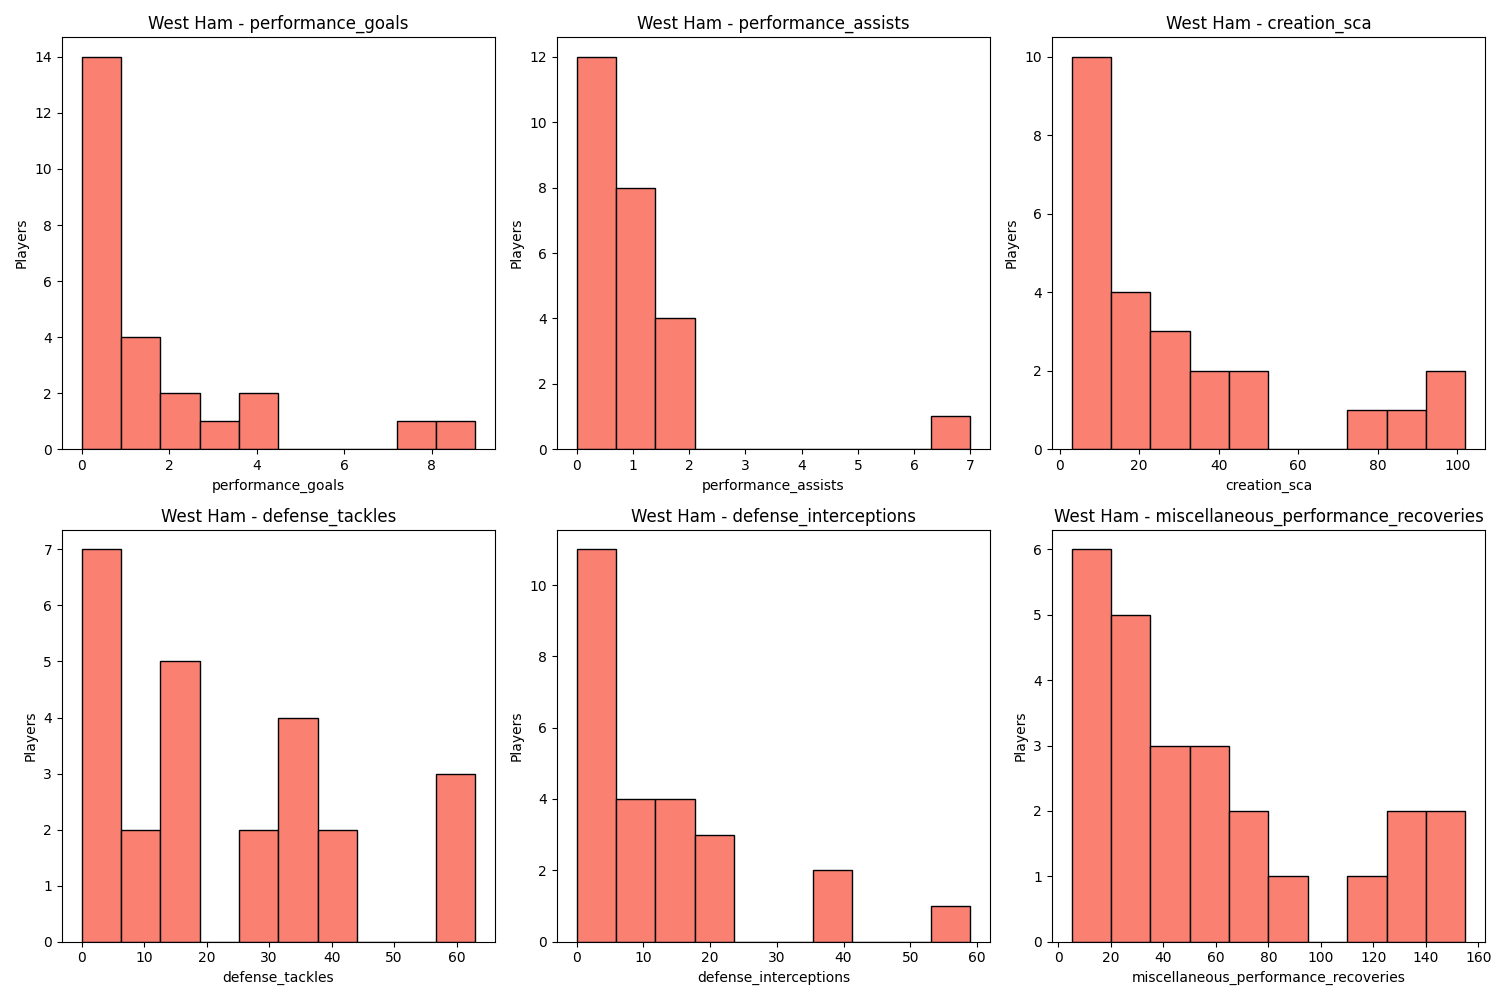 West Ham - performance_goals
Players
14
12
10
8
6
4
2
0
0 2 4 6 8
performance_goals
West Ham - performance_assists
Players
12
10
8
6
4
2
0
0 1 2 3 4 5 6 7
performance_assists
West Ham - creation_sca
Players
10
8
6
4
2
0
0 20 40 60 80 100
creation_sca
West Ham - defense_tackles
Players
7
6
5
4
3
2
1
0
0 10 20 30 40 50 60
defense_tackles
West Ham - defense_interceptions
Players
10
8
6
4
2
0
0 10 20 30 40 50 60
defense_interceptions
West Ham - miscellaneous_performance_recoveries
Players
6
5
4
3
2
1
0
0 20 40 60 80 100 120 140 160
miscellaneous_performance_recoveries